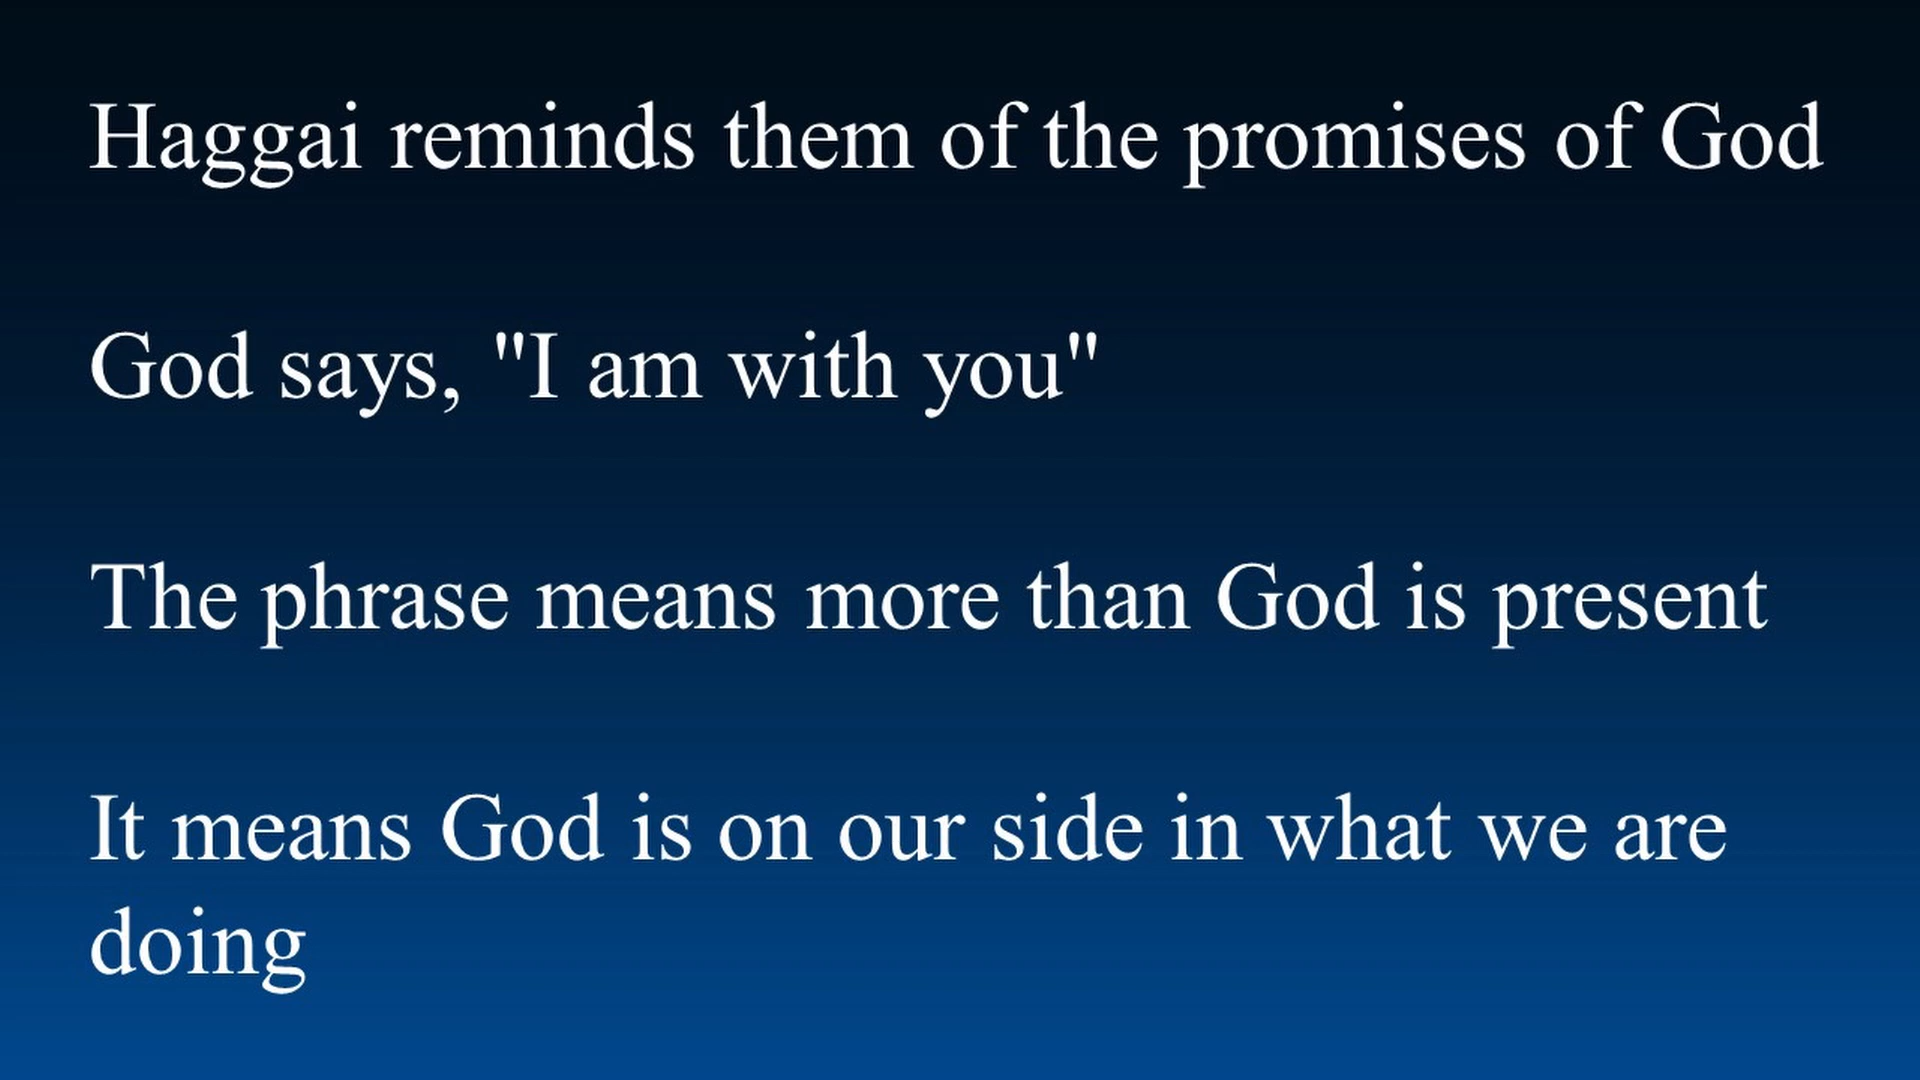 Haggai reminds them of the promises of God
God says, "I am with you"
The phrase means more than God is present
It means God is on our side in what we are
doing